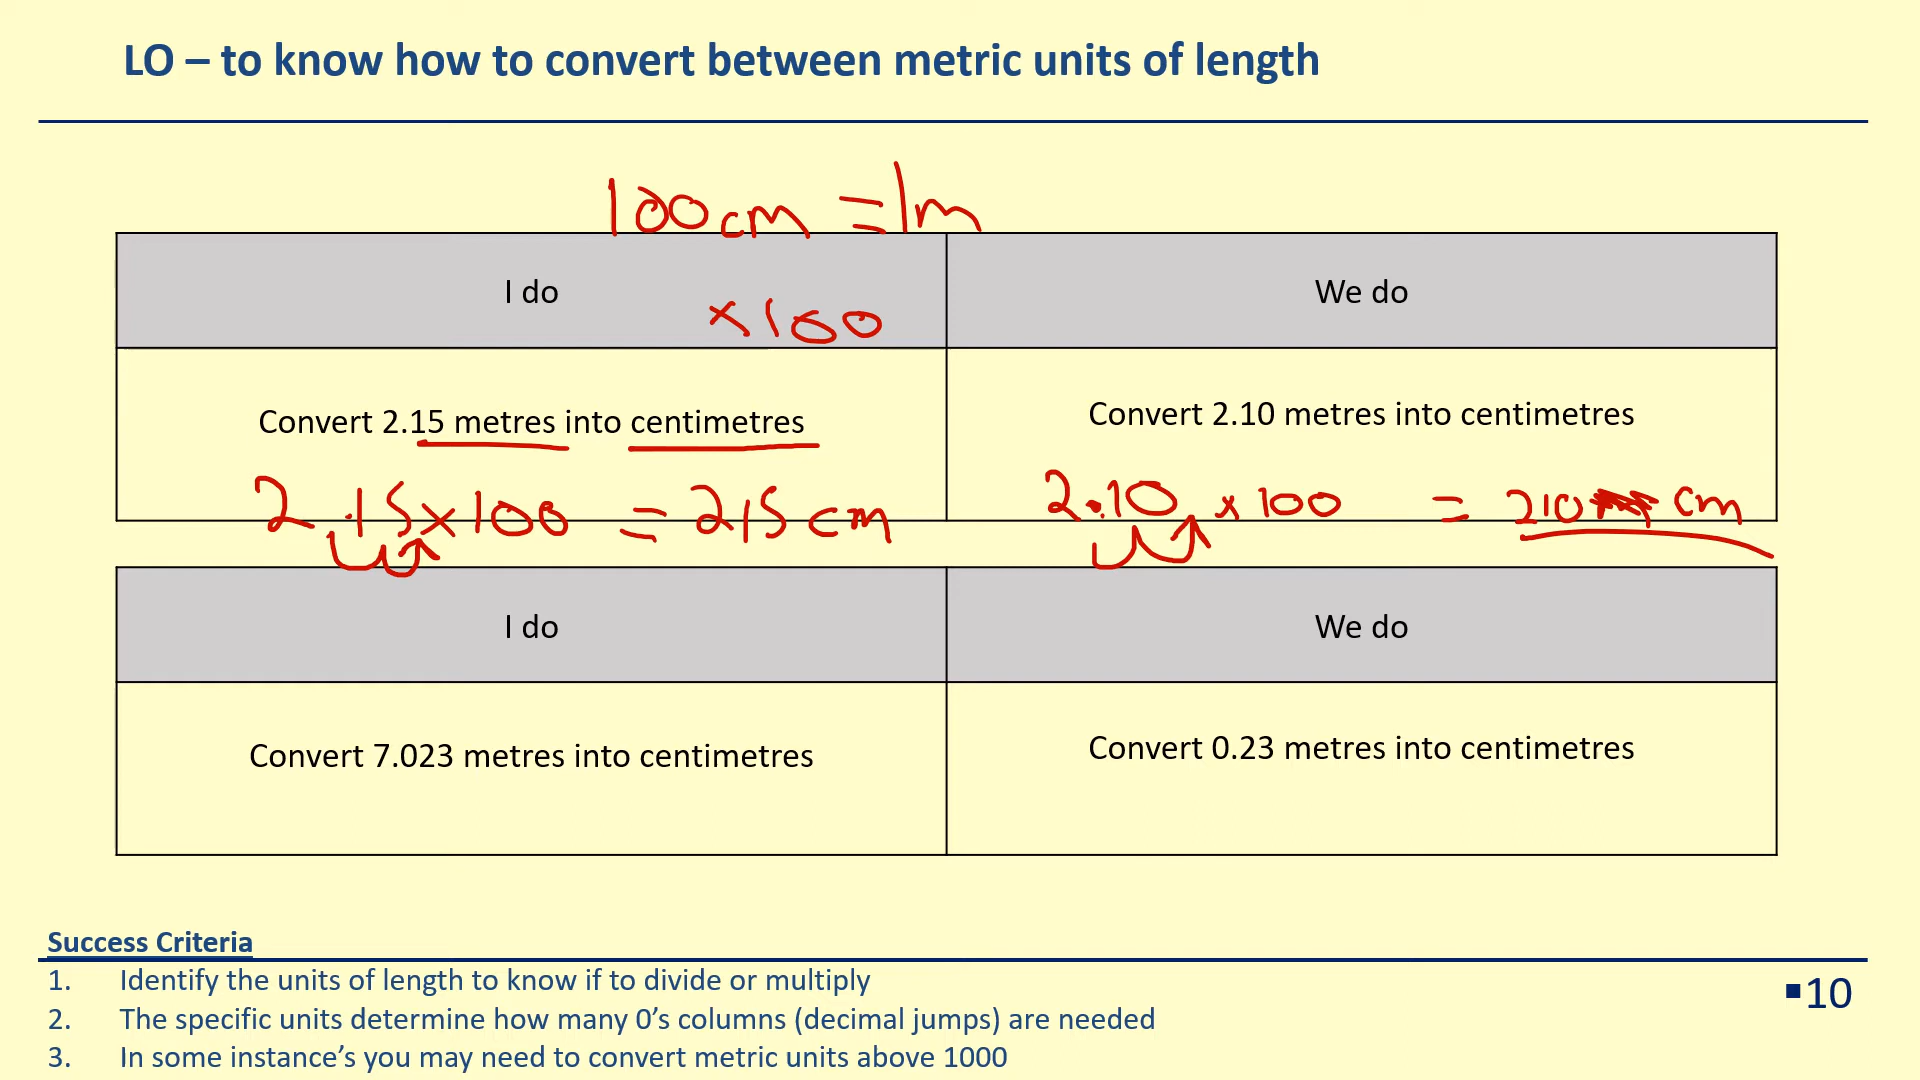 LO – to know how to convert between metric units of length
100cm = 1m
I do
×100
We do
Convert 2.15 metres into centimetres
Convert 2.10 metres into centimetres
2.15×100 = 215 cm
2.10 ×100 = 210 cm
I do
We do
Convert 7.023 metres into centimetres
Convert 0.23 metres into centimetres
Success Criteria
1. Identify the units of length to know if to divide or multiply
2. The specific units determine how many 0’s columns (decimal jumps) are needed
3. In some instance’s you may need to convert metric units above 1000
▪10